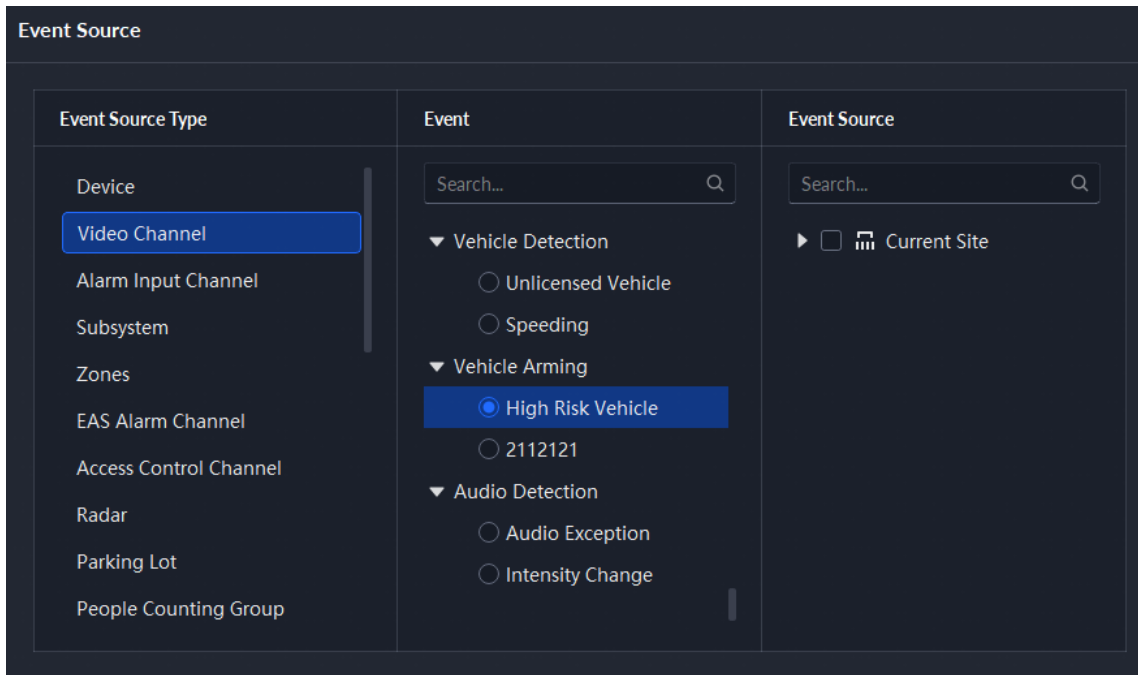 Event Source
Event Source Type
Device
Video Channel
Alarm Input Channel
Subsystem
Zones
EAS Alarm Channel
Access Control Channel
Radar
Parking Lot
People Counting Group
Event
Search...
Vehicle Detection
Unlicensed Vehicle
Speeding
Vehicle Arming
High Risk Vehicle
2112121
Audio Detection
Audio Exception
Intensity Change
Event Source
Search...
Current Site